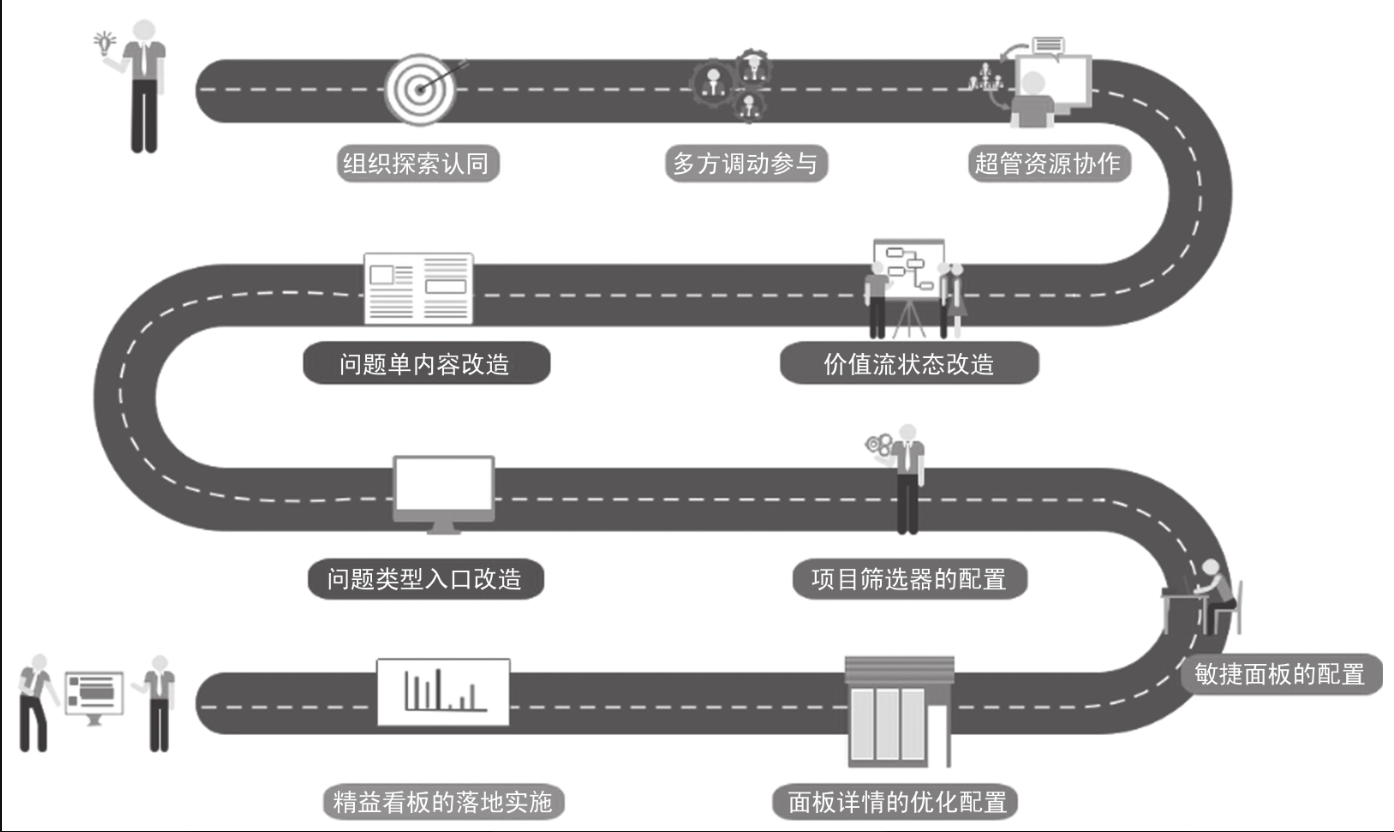 组织探索认同
多方调动参与
超管资源协作
问题单内容改造
价值流状态改造
问题类型入口改造
项目筛选器的配置
敏捷面板的配置
精益看板的落地实施
面板详情的优化配置